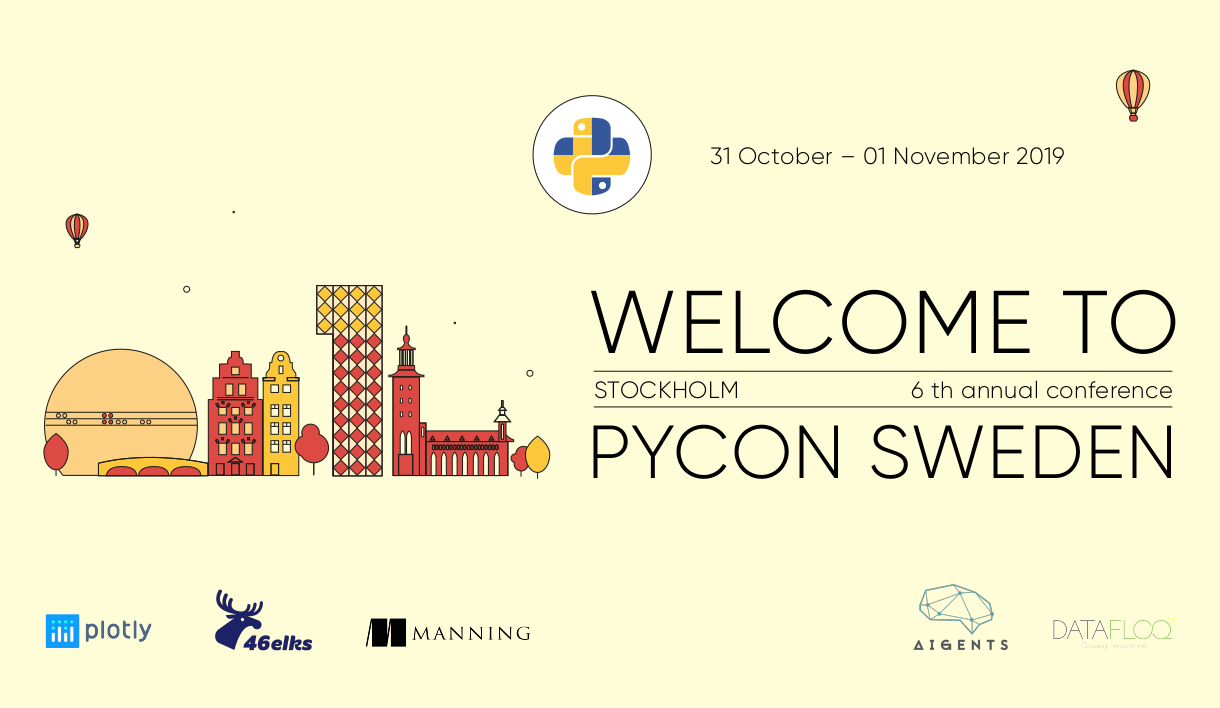 31 October – 01 November 2019
WELCOME TO
STOCKHOLM 6 th annual conference
PYCON SWEDEN
plotly
46elks
MANNING
AIGENTS
DATAFLOQ